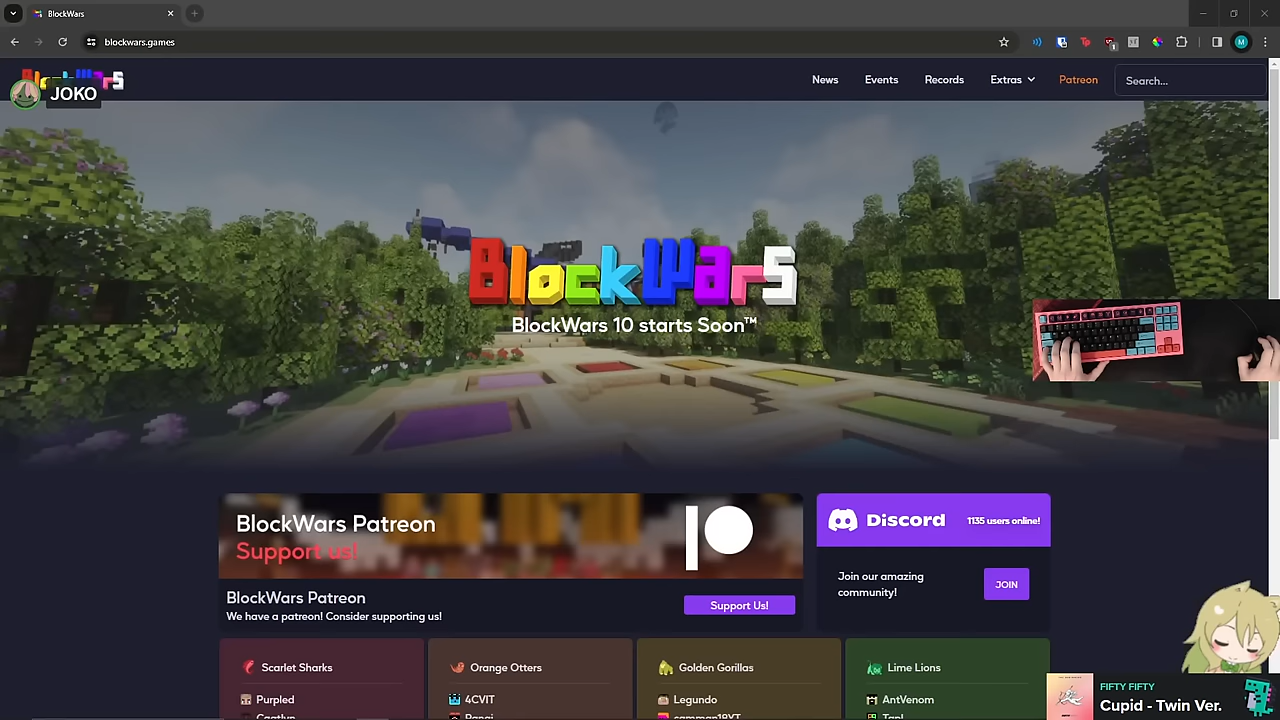 BlockWars
blockwars.games
BlockWars
JOKO
News
Events
Records
Extras
Patreon
Search...
BlockWars
BlockWars 10 starts Soon™
BlockWars Patreon
Support us!
Discord
1135 users online!
Join our amazing
community!
JOIN
BlockWars Patreon
We have a patreon! Consider supporting us!
Support Us!
Scarlet Sharks
Purpled
Caatlyn
Orange Otters
4CVIT
Golden Gorillas
Legundo
Lime Lions
AntVenom
FIFTY FIFTY
Cupid - Twin Ver.